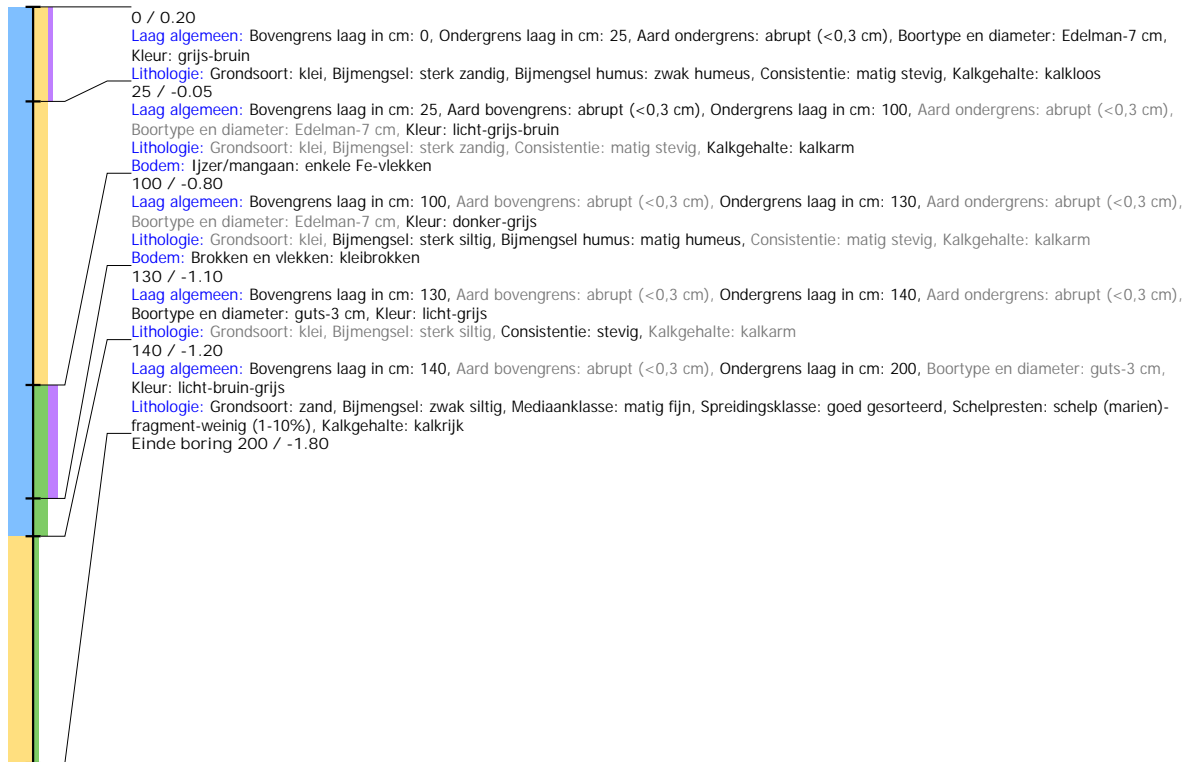 0 / 0.20
Laag algemeen: Bovengrens laag in cm: 0, Ondergrens laag in cm: 25, Aard ondergrens: abrupt (<0,3 cm), Boortype en diameter: Edelman-7 cm,
Kleur: grijs-bruin
Lithologie: Grondsoort: klei, Bijmengsel: sterk zandig, Bijmengsel humus: zwak humeus, Consistentie: matig stevig, Kalkgehalte: kalkloos
25 / -0.05
Laag algemeen: Bovengrens laag in cm: 25, Aard bovengrens: abrupt (<0,3 cm), Ondergrens laag in cm: 100, Aard ondergrens: abrupt (<0,3 cm),
Boortype en diameter: Edelman-7 cm, Kleur: licht-grijs-bruin
Lithologie: Grondsoort: klei, Bijmengsel: sterk zandig, Consistentie: matig stevig, Kalkgehalte: kalkarm
Bodem: Ijzer/mangaan: enkele Fe-vlekken
100 / -0.80
Laag algemeen: Bovengrens laag in cm: 100, Aard bovengrens: abrupt (<0,3 cm), Ondergrens laag in cm: 130, Aard ondergrens: abrupt (<0,3 cm),
Boortype en diameter: Edelman-7 cm, Kleur: donker-grijs
Lithologie: Grondsoort: klei, Bijmengsel: sterk siltig, Bijmengsel humus: matig humeus, Consistentie: matig stevig, Kalkgehalte: kalkarm
Bodem: Brokken en vlekken: kleibrokken
130 / -1.10
Laag algemeen: Bovengrens laag in cm: 130, Aard bovengrens: abrupt (<0,3 cm), Ondergrens laag in cm: 140, Aard ondergrens: abrupt (<0,3 cm),
Boortype en diameter: guts-3 cm, Kleur: licht-grijs
Lithologie: Grondsoort: klei, Bijmengsel: sterk siltig, Consistentie: stevig, Kalkgehalte: kalkarm
140 / -1.20
Laag algemeen: Bovengrens laag in cm: 140, Aard bovengrens: abrupt (<0,3 cm), Ondergrens laag in cm: 200, Boortype en diameter: guts-3 cm,
Kleur: licht-bruin-grijs
Lithologie: Grondsoort: zand, Bijmengsel: zwak siltig, Mediaanklasse: matig fijn, Spreidingsklasse: goed gesorteerd, Schelpresten: schelp (marien)-
fragment-weinig (1-10%), Kalkgehalte: kalkrijk
Einde boring 200 / -1.80